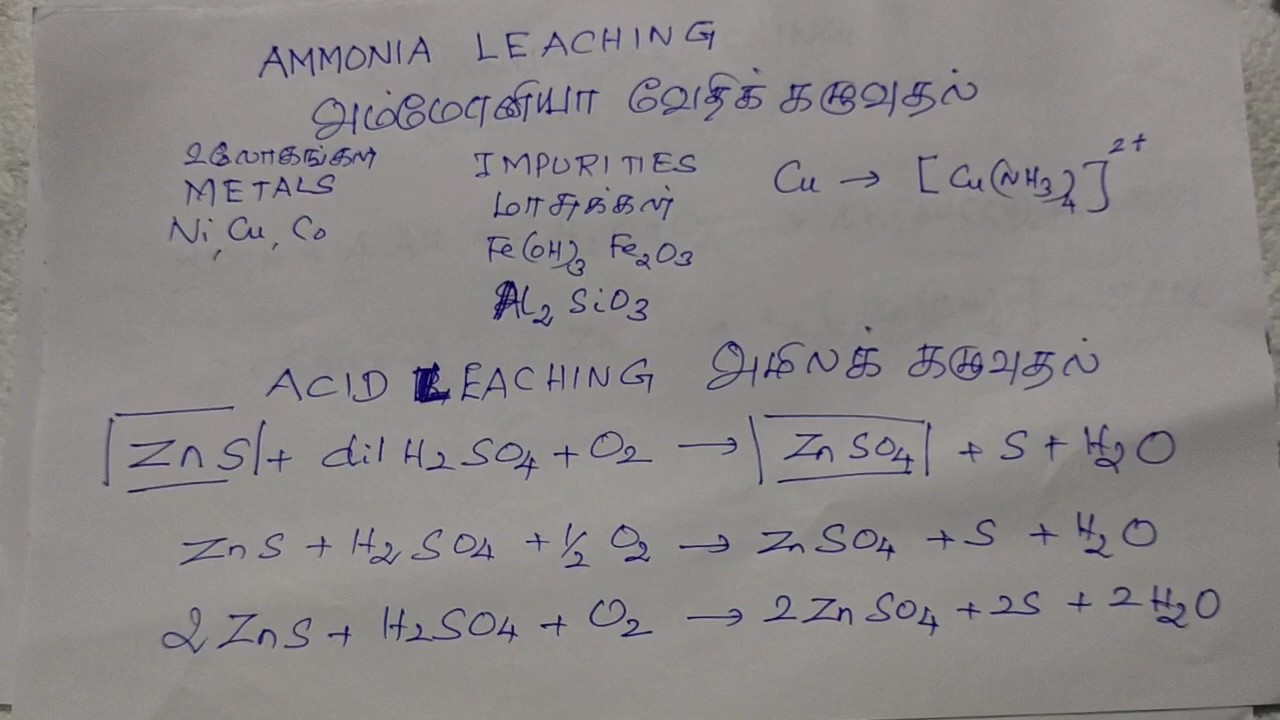 AMMONIA LEACHING
அம்மோனியா வேதிக் கழுவுதல்
உலோகங்கள்
METALS
Ni, Cu, Co
IMPURITIES
மாசுக்கள்
Fe(OH)₃ Fe₂O₃
Al₂ SiO₃
Cu → [Cu(NH₃)₄]²⁺
ACID LEACHING அமிலக் கழுவுதல்
ZnS + dil H₂SO₄ + O₂ → ZnSO₄ + S + H₂O
ZnS + H₂SO₄ + ½ O₂ → ZnSO₄ + S + H₂O
2ZnS + H₂SO₄ + O₂ → 2ZnSO₄ + 2S + 2H₂O